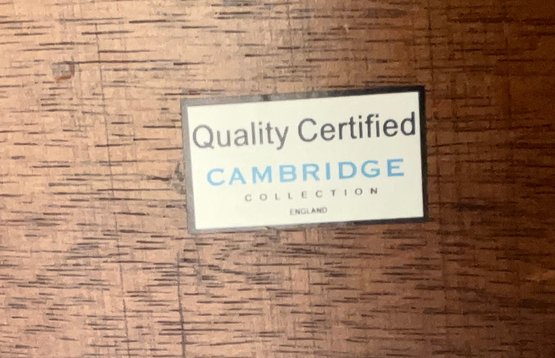 Quality Certified
CAMBRIDGE
COLLECTION
ENGLAND